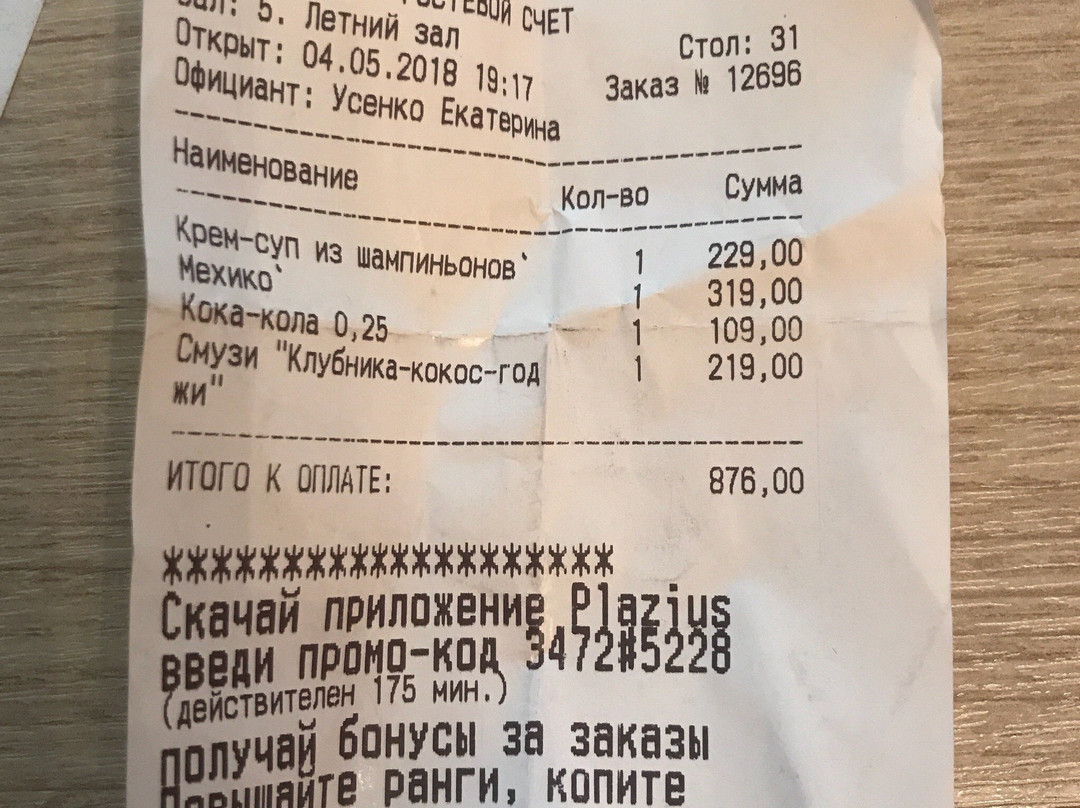 ГОСТЕВОЙ СЧЕТ
Зал: 5. Летний зал
Стол: 31
Открыт: 04.05.2018 19:17
Заказ № 12696
Официант: Усенко Екатерина
Наименование Кол-во Сумма
Крем-суп из шампиньонов` 1 229,00
Мехико` 1 319,00
Кока-кола 0,25 1 109,00
Смузи "Клубника-кокос-год 1 219,00
жи"
ИТОГО К ОПЛАТЕ: 876,00
*******************
Скачай приложение Plazius
введи промо-код 3472#5228
(действителен 175 мин.)
получай бонусы за заказы
Повышайте ранги, копите